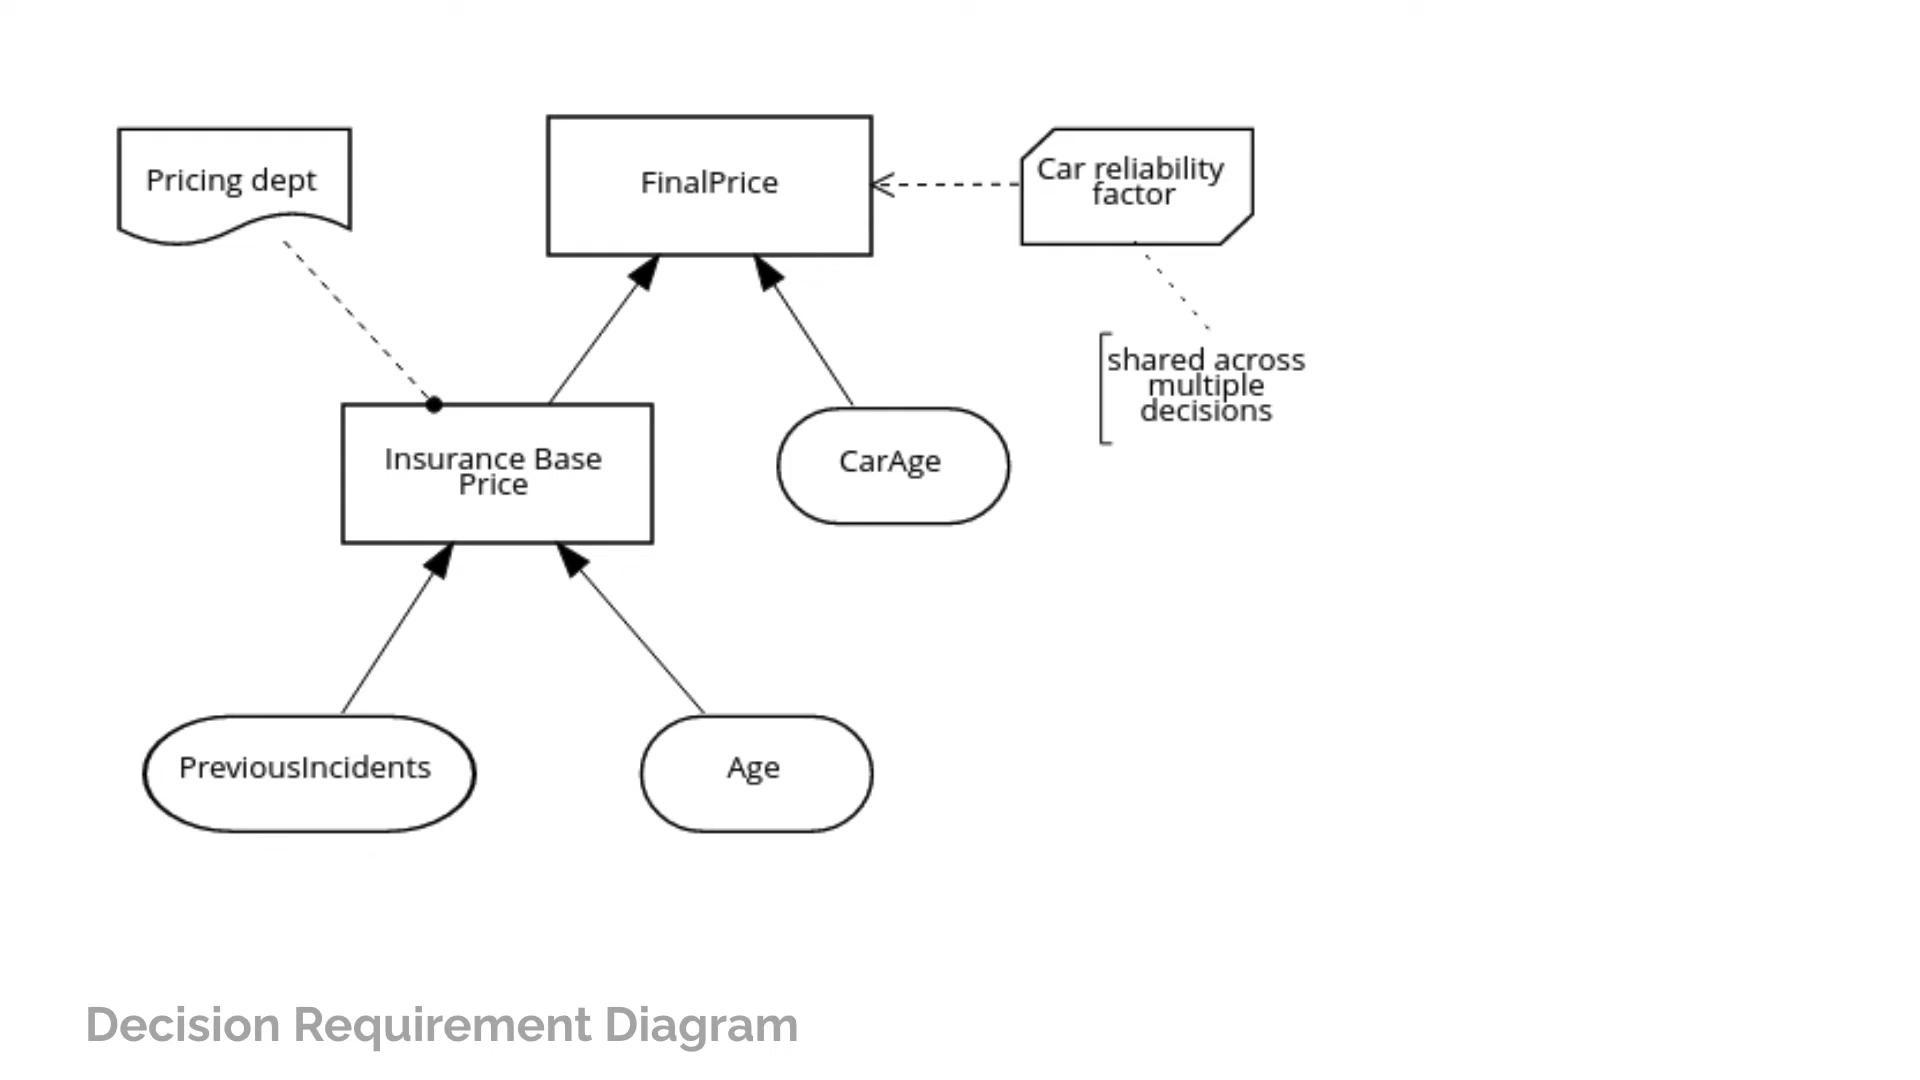 Pricing dept
FinalPrice
Car reliability
factor
shared across
multiple
decisions
Insurance Base
Price
CarAge
PreviousIncidents
Age
Decision Requirement Diagram